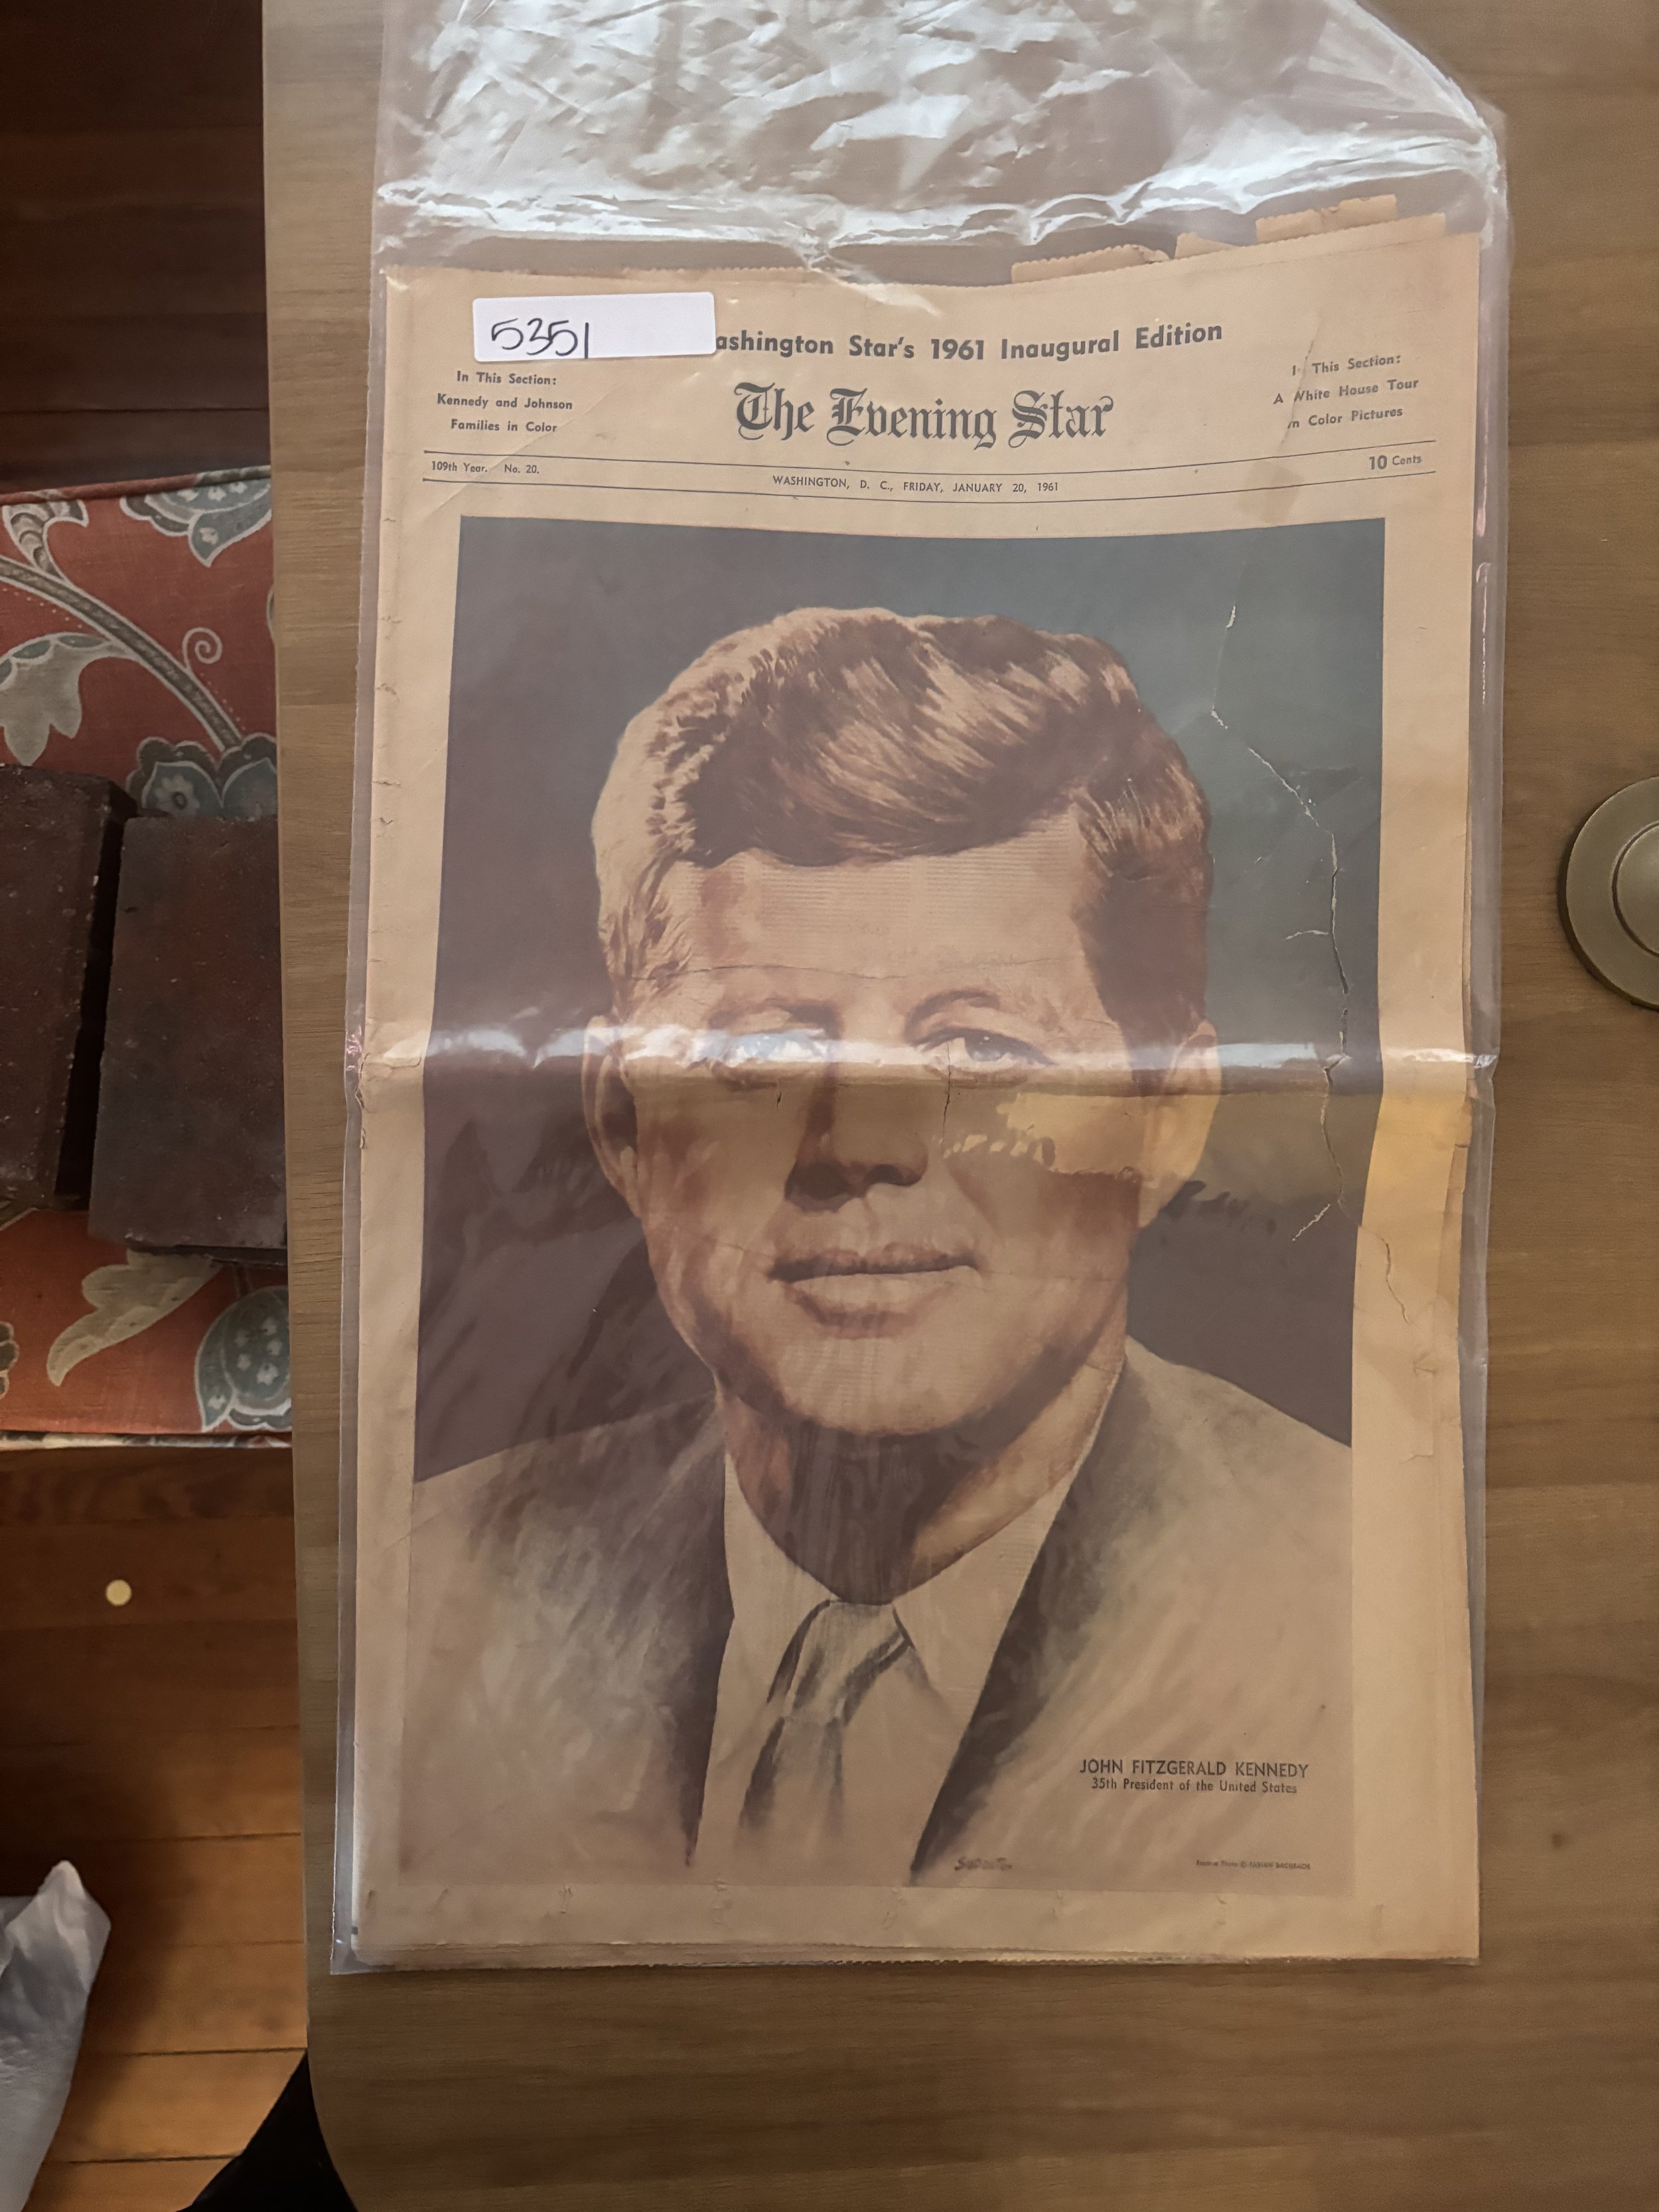 5351
ashington Star's 1961 Inaugural Edition
In This Section:
Kennedy and Johnson
Families in Color
The Evening Star
This Section:
A White House Tour
n Color Pictures
109th Year. No. 20.
WASHINGTON, D. C., FRIDAY, JANUARY 20, 1961
10 Cents
JOHN FITZGERALD KENNEDY
35th President of the United States